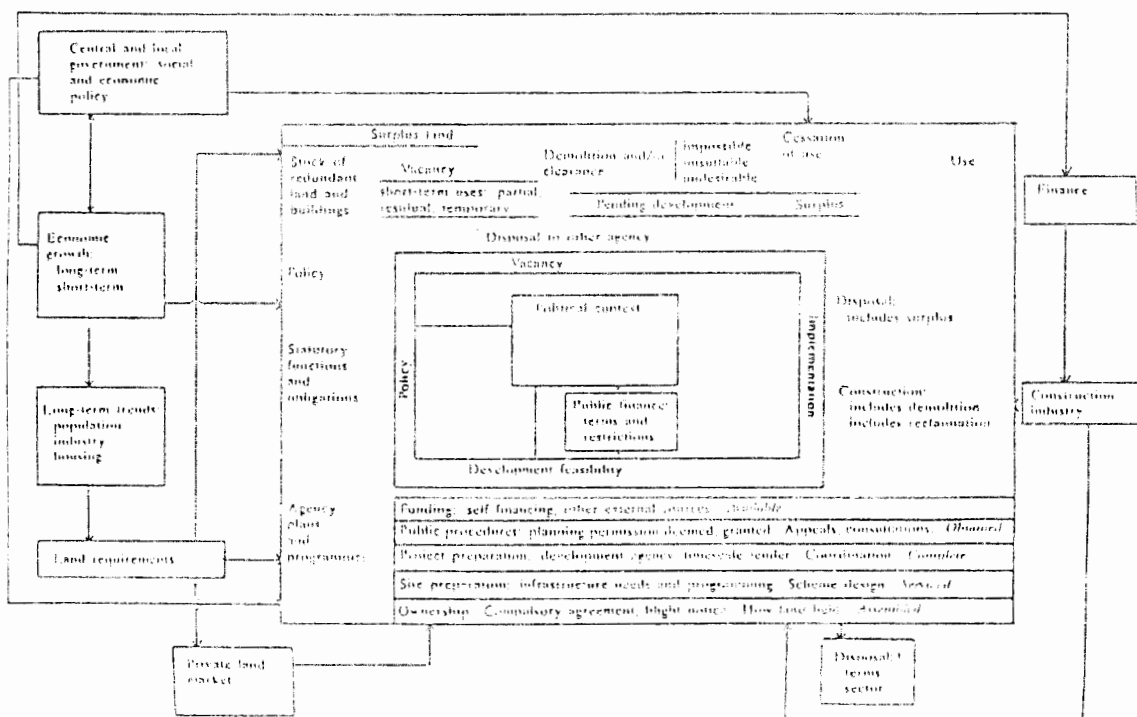 Central and local
government: social
and economic
policy
Surplus land
Stock of
redundant
land and
buildings
Vacancy
short-term uses: partial,
residual, temporary
Demolition and/or
clearance
impossible
unsuitable
undesirable
Cessation
of use
Use
Pending development
Surplus
Finance
Disposal to other agency
Economic
growth:
long-term
short-term
Policy
Vacancy
Political context
Policy
Implementation
Disposal:
includes surplus
Statutory
functions
and
obligations
Public finance:
terms and
restrictions
Construction:
includes demolition
includes reclamation
Construction
industry
Long-term trends:
population
industry
housing
Development feasibility
Agency
plans
and
programmes
Funding: self financing, other external sources. Available
Public procedures: planning permission deemed, granted. Appeals, consultations. Obtained
Project preparation: development agency, timescale tender. Coordination. Complete
Site preparation: infrastructure needs and programming. Scheme design. Serviced
Ownership. Compulsory agreement, blight notice. How land held. Assembled
Land requirements
Private land
market
Disposal:
terms
sector